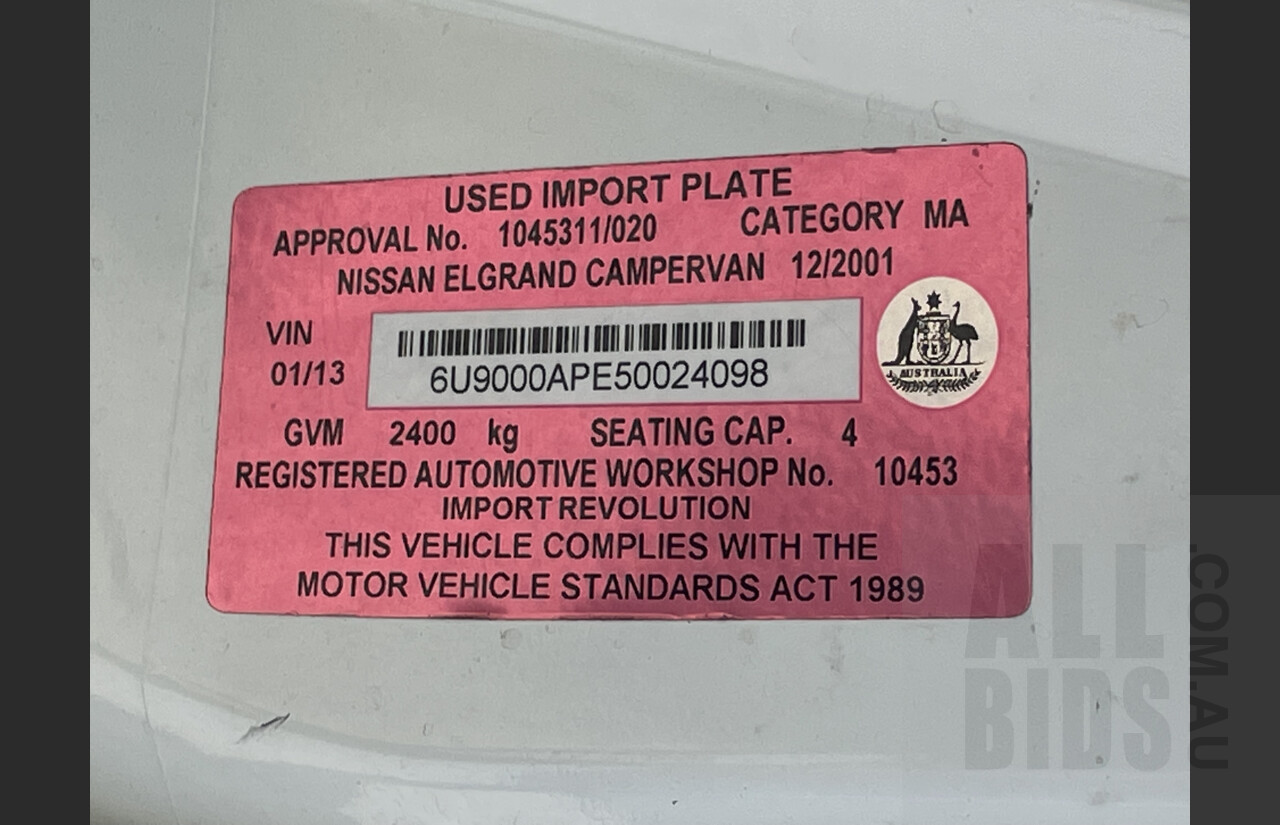 USED IMPORT PLATE
APPROVAL No. 1045311/020 CATEGORY MA
NISSAN ELGRAND CAMPERVAN 12/2001
VIN
01/13
6U9000APE50024098
AUSTRALIA
GVM 2400 kg SEATING CAP. 4
REGISTERED AUTOMOTIVE WORKSHOP No. 10453
IMPORT REVOLUTION
THIS VEHICLE COMPLIES WITH THE
MOTOR VEHICLE STANDARDS ACT 1989
ALL
BIDS
.COM.AU